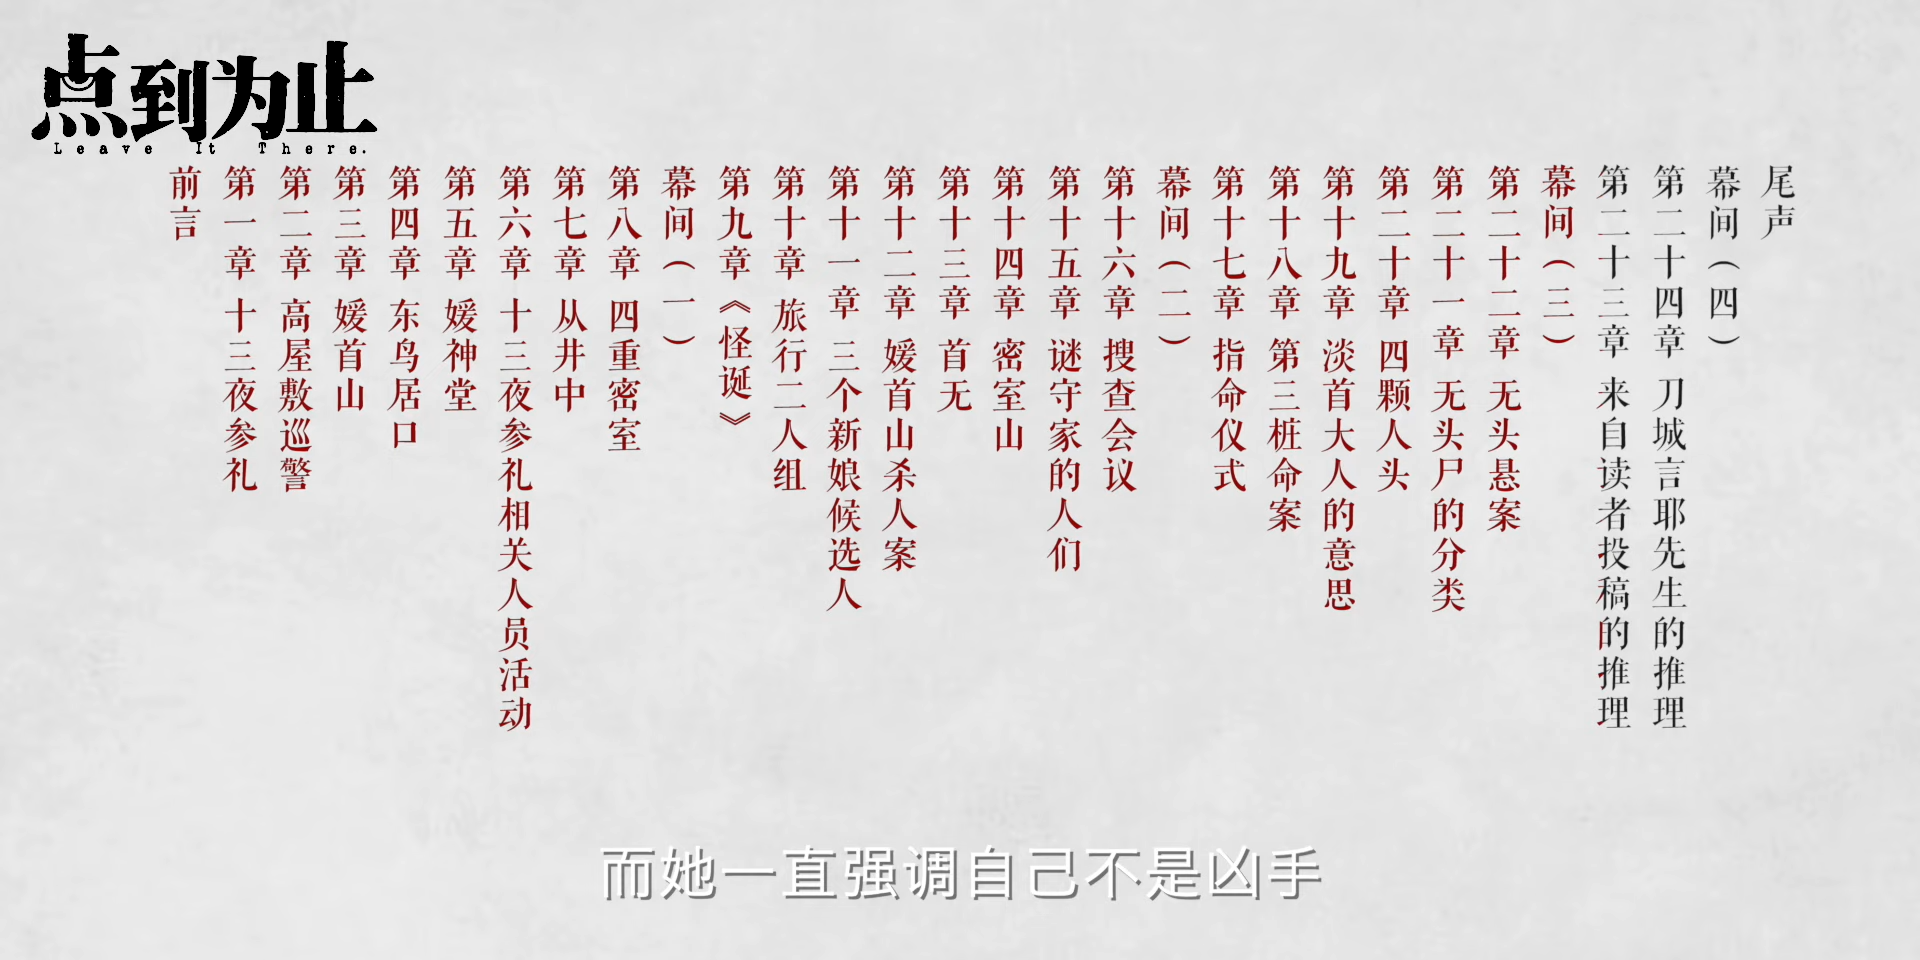 点到为止
Leave It There.
前言
第一章 十三夜参礼
第二章 高屋敷巡警
第三章 媛首山
第四章 东鸟居口
第五章 媛神堂
第六章 十三夜参礼相关人员活动
第七章 从井中
第八章 四重密室
幕间（一）
第九章 《怪诞》
第十章 旅行二人组
第十一章 三个新娘候选人
第十二章 媛首山杀人案
第十三章 首无
第十四章 密室山
第十五章 谜守家的人们
第十六章 搜查会议
幕间（二）
第十七章 指命仪式
第十八章 第三桩命案
第十九章 淡首大人的意思
第二十章 四颗人头
第二十一章 无头尸的分类
第二十二章 无头悬案
幕间（三）
第二十三章 来自读者投稿的推理
第二十四章 刀城言耶先生的推理
幕间（四）
尾声
而她一直强调自己不是凶手